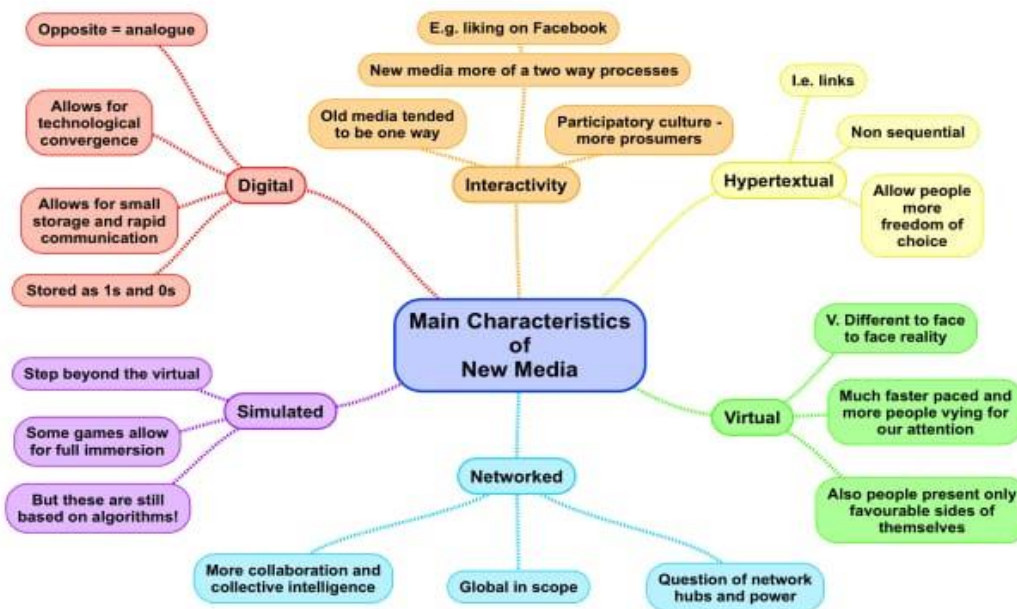 Opposite = analogue
Allows for
technological
convergence
Digital
Allows for small
storage and rapid
communication
Stored as 1s and 0s
E.g. liking on Facebook
New media more of a two way processes
Old media tended
to be one way
Participatory culture -
more prosumers
Interactivity
I.e. links
Non sequential
Hypertextual
Allow people
more
freedom of
choice
Main Characteristics
of
New Media
Step beyond the virtual
Simulated
Some games allow
for full immersion
But these are still
based on algorithms!
V. Different to face
to face reality
Virtual
Much faster paced and
more people vying for
our attention
Also people present only
favourable sides of
themselves
Networked
More collaboration and
collective intelligence
Global in scope
Question of network
hubs and power